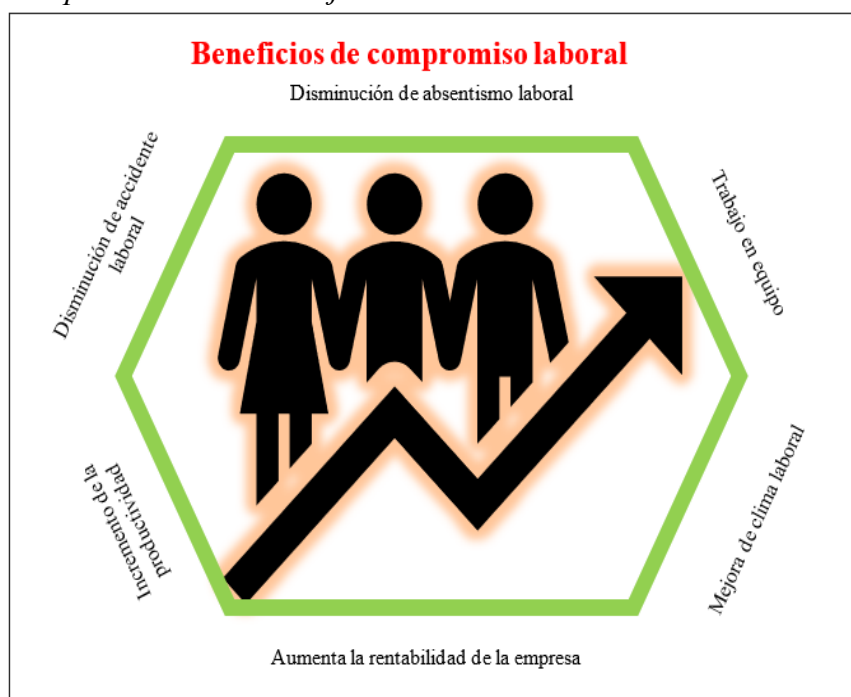 Beneficios de compromiso laboral
Disminución de absentismo laboral
Trabajo en equipo
Mejora de clima laboral
Aumenta la rentabilidad de la empresa
Incremento de la
productividad
Disminución de accidente
laboral